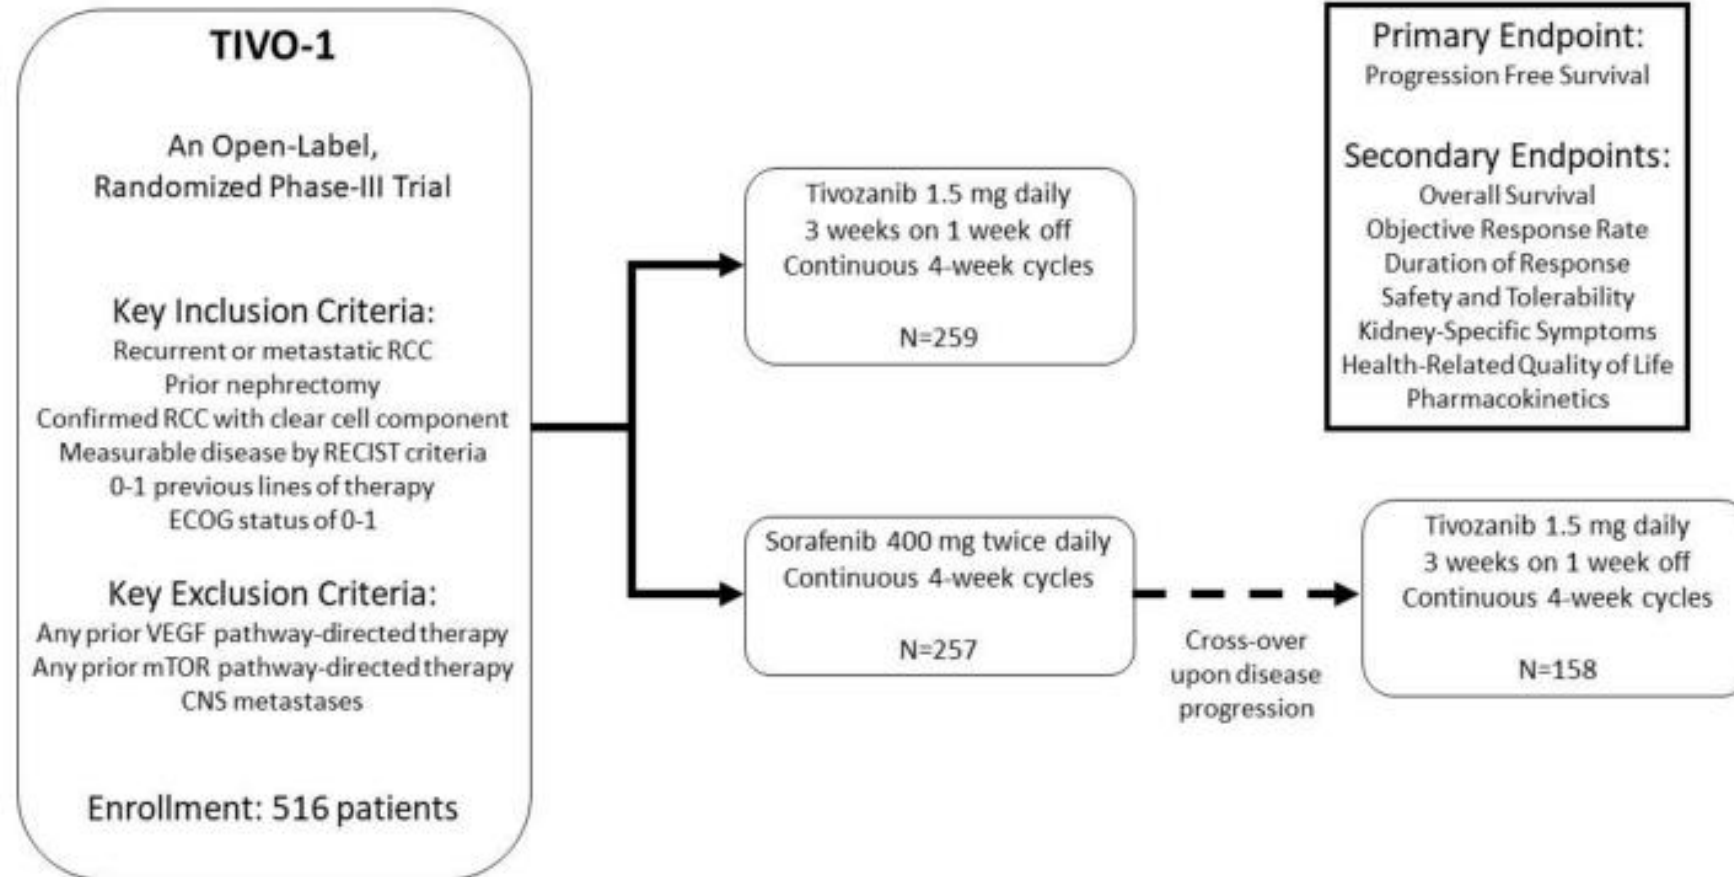 TIVO-1
An Open-Label,
Randomized Phase-III Trial
Key Inclusion Criteria:
Recurrent or metastatic RCC
Prior nephrectomy
Confirmed RCC with clear cell component
Measurable disease by RECIST criteria
0-1 previous lines of therapy
ECOG status of 0-1
Key Exclusion Criteria:
Any prior VEGF pathway-directed therapy
Any prior mTOR pathway-directed therapy
CNS metastases
Enrollment: 516 patients
Tivozanib 1.5 mg daily
3 weeks on 1 week off
Continuous 4-week cycles
N=259
Sorafenib 400 mg twice daily
Continuous 4-week cycles
N=257
Cross-over
upon disease
progression
Tivozanib 1.5 mg daily
3 weeks on 1 week off
Continuous 4-week cycles
N=158
Primary Endpoint:
Progression Free Survival
Secondary Endpoints:
Overall Survival
Objective Response Rate
Duration of Response
Safety and Tolerability
Kidney-Specific Symptoms
Health-Related Quality of Life
Pharmacokinetics